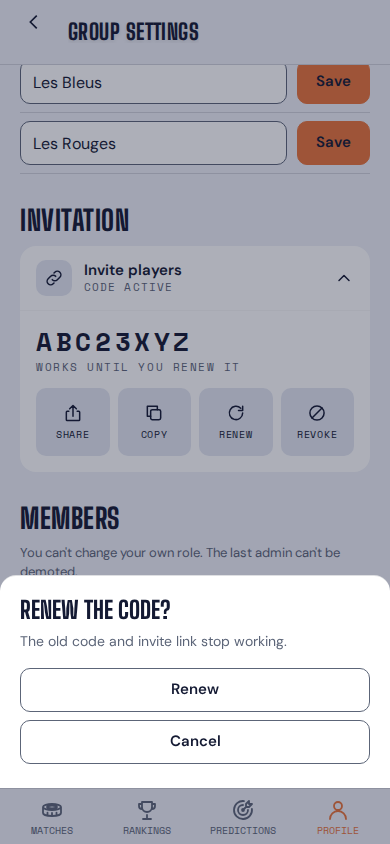 GROUP SETTINGS
Les Bleus Save
Les Rouges Save
INVITATION
Invite players
CODE ACTIVE
ABC23XYZ
WORKS UNTIL YOU RENEW IT
SHARE COPY RENEW REVOKE
MEMBERS
You can't change your own role. The last admin can't be
demoted.
RENEW THE CODE?
The old code and invite link stop working.
Renew
Cancel
MATCHES RANKINGS PREDICTIONS PROFILE